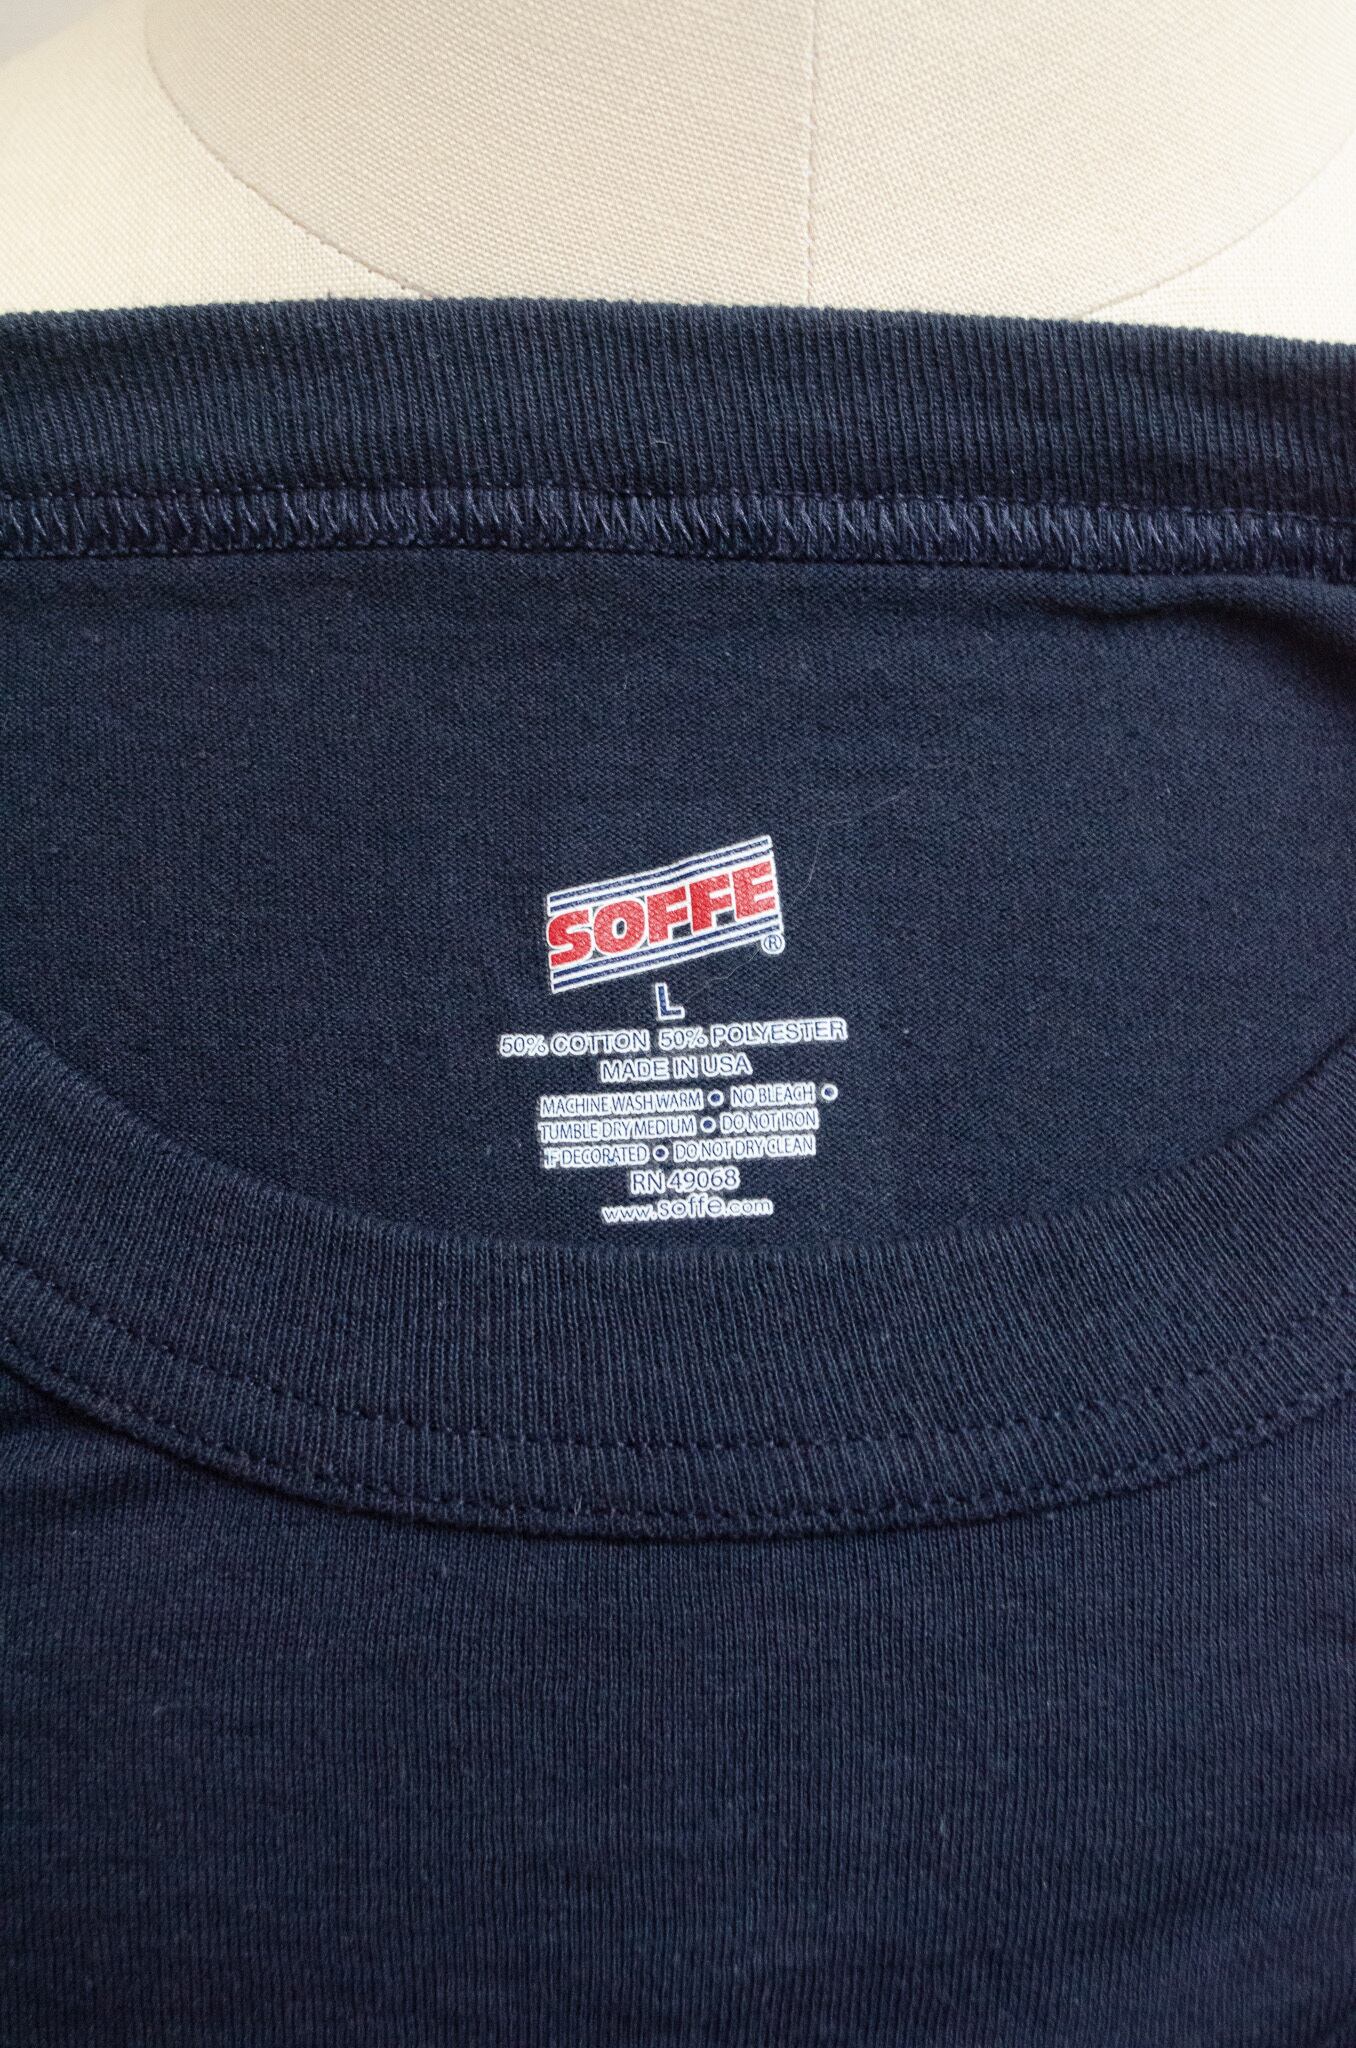 SOFFE®
L
50% COTTON 50% POLYESTER
MADE IN USA
MACHINE WASH WARM • NO BLEACH •
TUMBLE DRY MEDIUM • DO NOT IRON
IF DECORATED • DO NOT DRY CLEAN
RN 49068
www.soffe.com